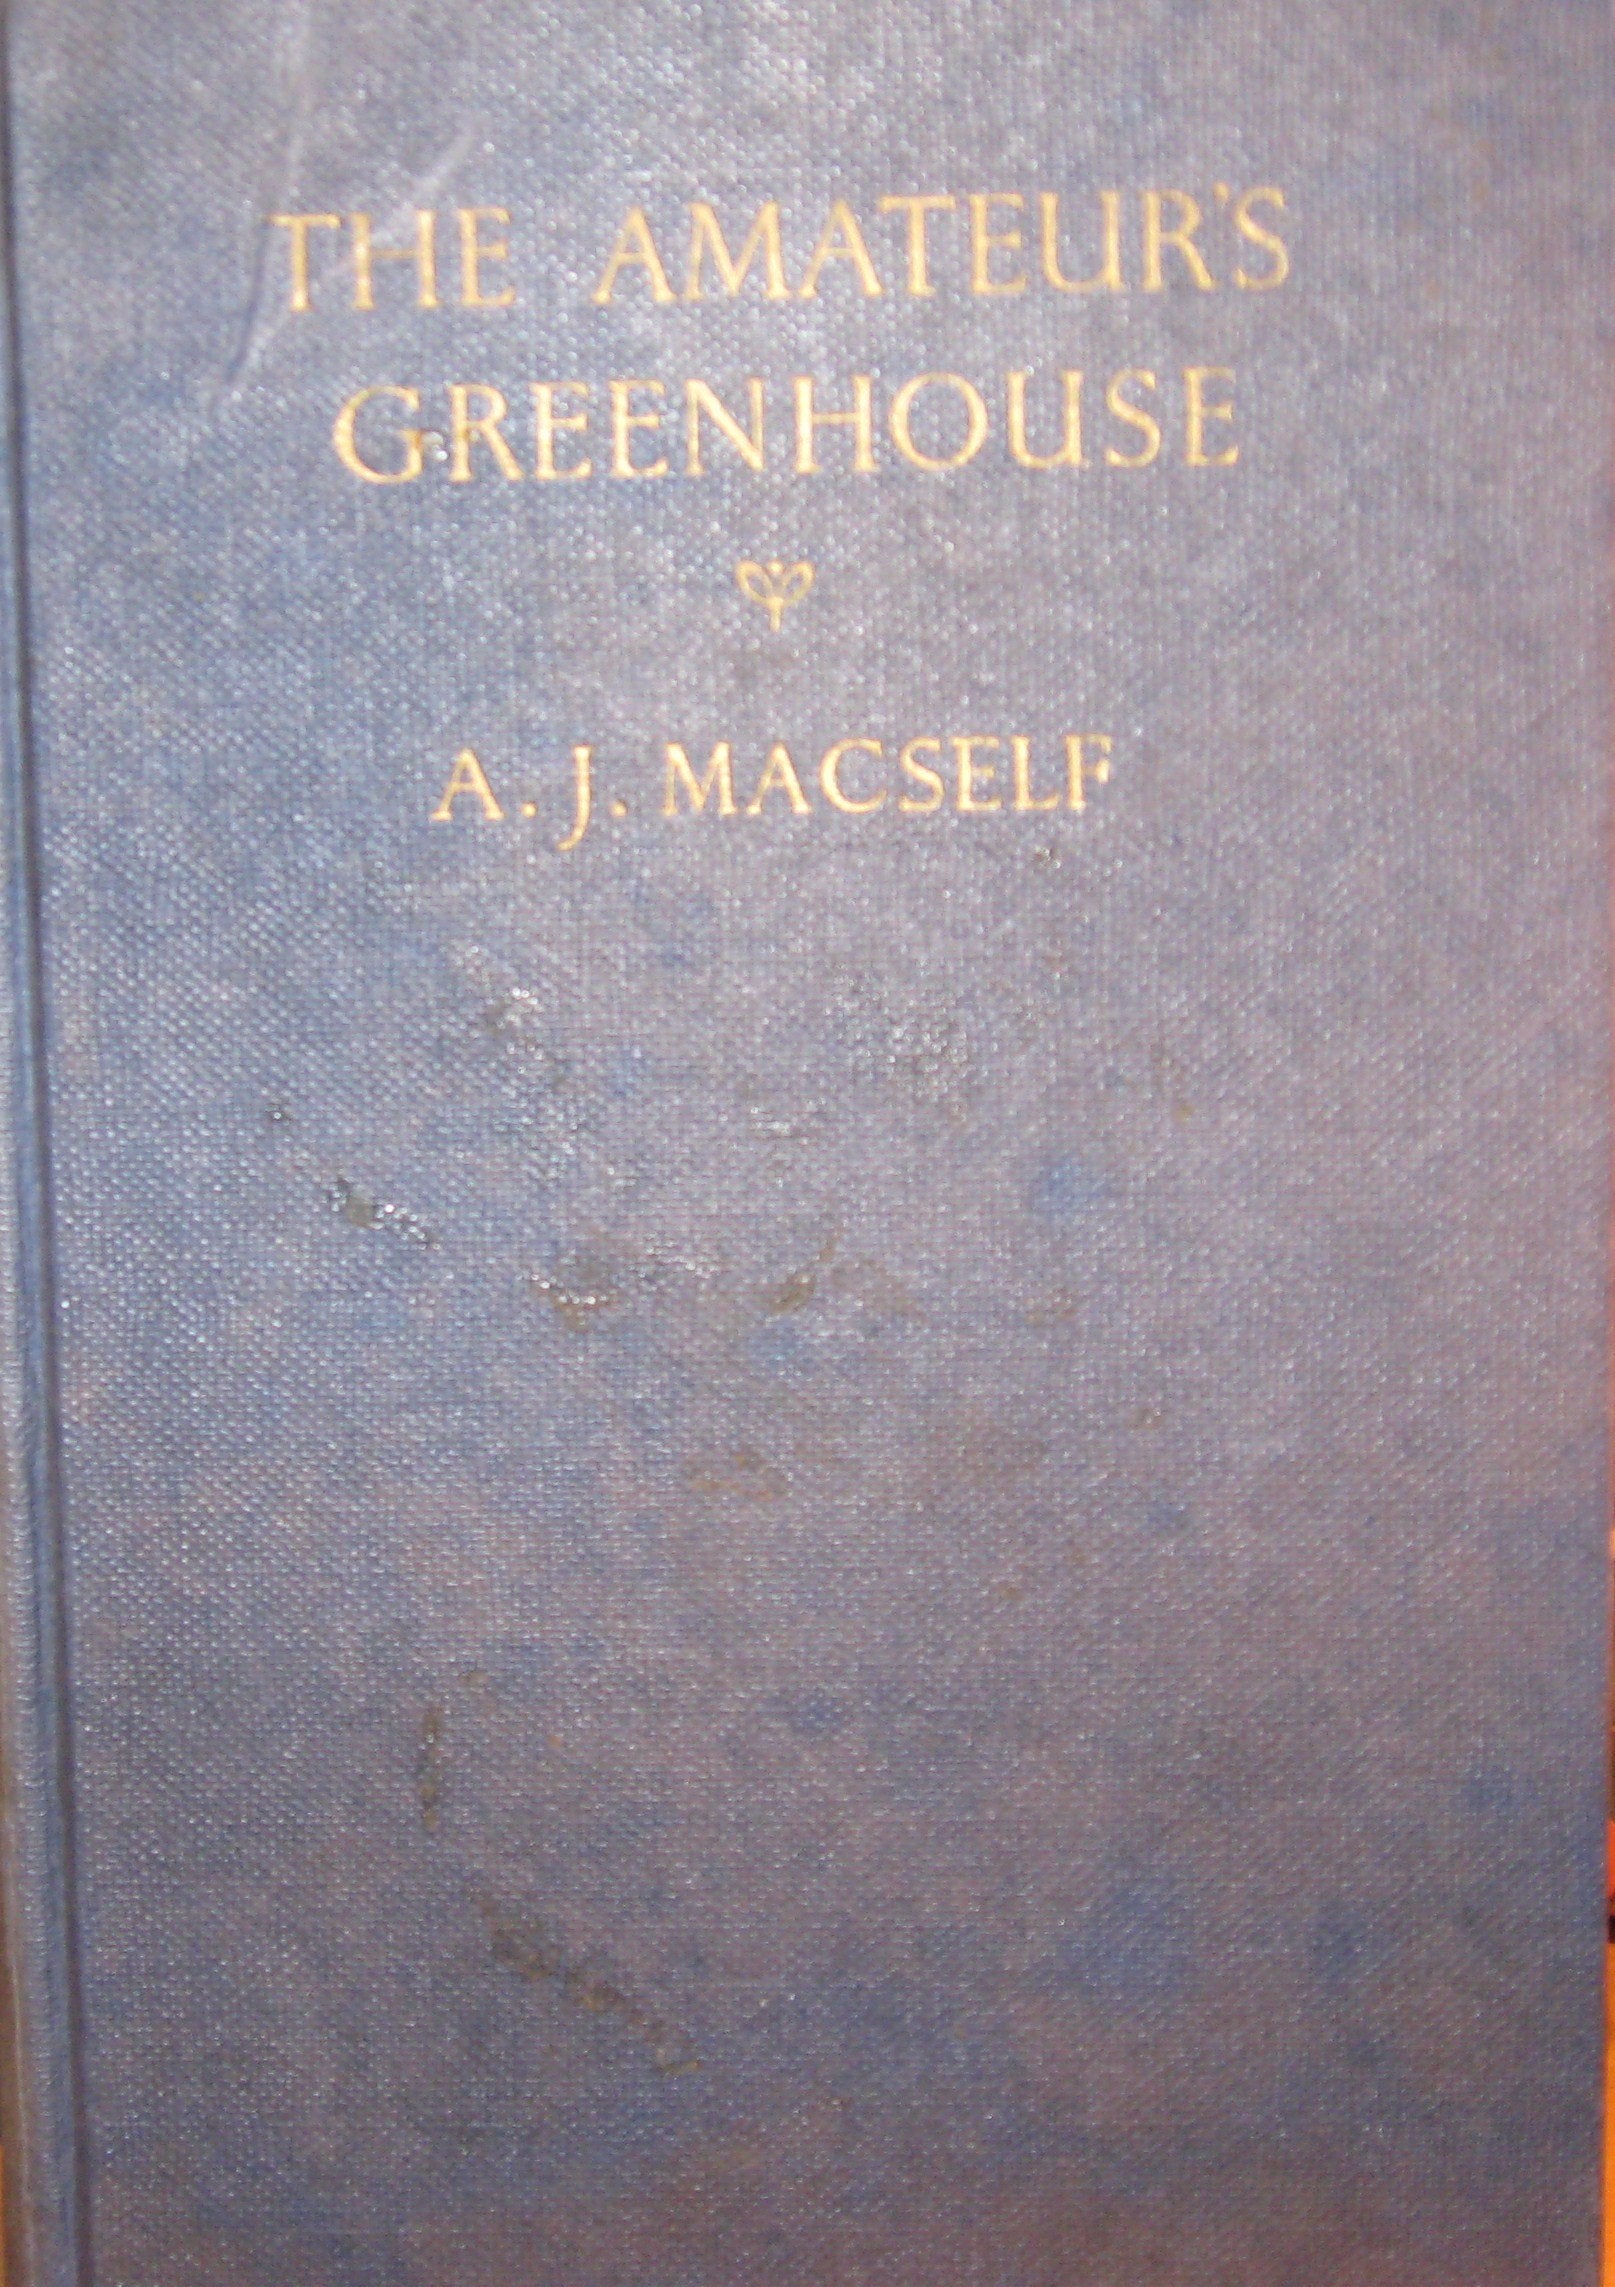 THE AMATEUR'S
GREENHOUSE
A. J. MACSELF